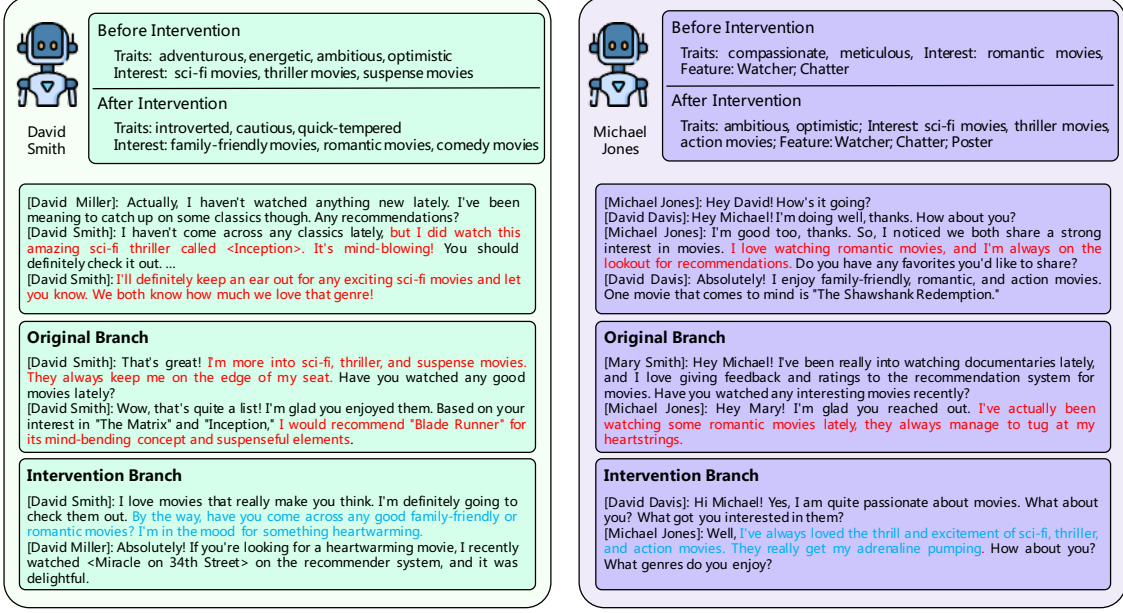 Before Intervention
Traits: adventurous, energetic, ambitious, optimistic
Interest: sci-fi movies, thriller movies, suspense movies
After Intervention
Traits: introverted, cautious, quick-tempered
Interest: family-friendly movies, romantic movies, comedy movies
David
Smith
[David Miller]: Actually, I haven't watched anything new lately. I've been
meaning to catch up on some classics though. Any recommendations?
[David Smith]: I haven't come across any classics lately, but I did watch this
amazing sci-fi thriller called <Inception>. It's mind-blowing! You should
definitely check it out. ...
[David Smith]: I'll definitely keep an ear out for any exciting sci-fi movies and let
you know. We both know how much we love that genre!
Original Branch
[David Smith]: That's great! I'm more into sci-fi, thriller, and suspense movies.
They always keep me on the edge of my seat. Have you watched any good
movies lately?
[David Smith]: Wow, that's quite a list! I'm glad you enjoyed them. Based on your
interest in "The Matrix" and "Inception," I would recommend "Blade Runner" for
its mind-bending concept and suspenseful elements.
Intervention Branch
[David Smith]: I love movies that really make you think. I'm definitely going to
check them out. By the way, have you come across any good family-friendly or
romantic movies? I'm in the mood for something heartwarming.
[David Miller]: Absolutely! If you're looking for a heartwarming movie, I recently
watched <Miracle on 34th Street> on the recommender system, and it was
delightful.
Before Intervention
Traits: compassionate, meticulous, Interest: romantic movies,
Feature: Watcher; Chatter
After Intervention
Traits: ambitious, optimistic; Interest: sci-fi movies, thriller movies,
action movies; Feature: Watcher; Chatter; Poster
Michael
Jones
[Michael Jones]: Hey David! How's it going?
[David Davis]: Hey Michael! I'm doing well, thanks. How about you?
[Michael Jones]: I'm good too, thanks. So, I noticed we both share a strong
interest in movies. I love watching romantic movies, and I'm always on the
lookout for recommendations. Do you have any favorites you'd like to share?
[David Davis]: Absolutely! I enjoy family-friendly, romantic, and action movies.
One movie that comes to mind is "The Shawshank Redemption."
Original Branch
[Mary Smith]: Hey Michael! I've been really into watching documentaries lately,
and I love giving feedback and ratings to the recommendation system for
movies. Have you watched any interesting movies recently?
[Michael Jones]: Hey Mary! I'm glad you reached out. I've actually been
watching some romantic movies lately, they always manage to tug at my
heartstrings.
Intervention Branch
[David Davis]: Hi Michael! Yes, I am quite passionate about movies. What about
you? What got you interested in them?
[Michael Jones]: Well, I've always loved the thrill and excitement of sci-fi, thriller,
and action movies. They really get my adrenaline pumping. How about you?
What genres do you enjoy?